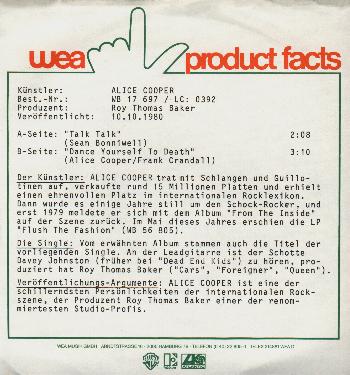 wea product facts
Künstler: ALICE COOPER
Best.-Nr.: WB 17 697 / LC: 0392
Produzent: Roy Thomas Baker
Veröffentlicht: 10.10.1980
A-Seite: "Talk Talk" 2:08
(Sean Bonniwell)
B-Seite: "Dance Yourself To Death" 3:10
(Alice Cooper/Frank Crandall)
Der Künstler: ALICE COOPER trat mit Schlangen und Guillo-
tinen auf, verkaufte rund 15 Millionen Platten und erhielt
einen ehrenvollen Platz im internationalen Rocklexikon.
Dann wurde es einige Jahre still um den Schock-Rocker, und
erst 1979 meldete er sich mit dem Album "From The Inside"
auf der Szene zurück. Im Mai dieses Jahres erschien die LP
"Flush The Fashion" (WB 56 805).
Die Single: Vom erwähnten Album stammen auch die Titel der
vorliegenden Single. An der Leadgitarre ist der Schotte
Davey Johnston (früher bei "Dead End Kids") zu hören, pro-
duziert hat Roy Thomas Baker ("Cars", "Foreigner", "Queen").
Veröffentlichungs-Argumente: ALICE COOPER ist eine der
schillerndsten Persönlichkeiten der internationalen Rock-
szene, der Produzent Roy Thomas Baker einer der renom-
miertesten Studio-Profis.
WEA MUSIK GMBH